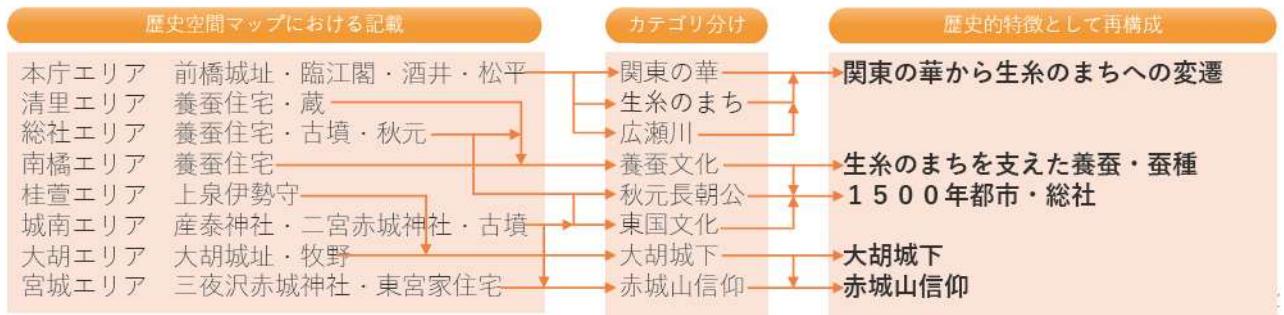 歴史空間マップにおける記載 カテゴリ分け 歴史的特徴として再構成
本庁エリア 前橋城址・臨江閣・酒井・松平 関東の華 関東の華から生糸のまちへの変遷
清里エリア 養蚕住宅・蔵 生糸のまち
総社エリア 養蚕住宅・古墳・秋元 広瀬川
南橘エリア 養蚕住宅 養蚕文化 生糸のまちを支えた養蚕・蚕種
桂萱エリア 上泉伊勢守 秋元長朝公 1500年都市・総社
城南エリア 産泰神社・二宮赤城神社・古墳 東国文化
大胡エリア 大胡城址・牧野 大胡城下 大胡城下
宮城エリア 三夜沢赤城神社・東宮家住宅 赤城山信仰 赤城山信仰